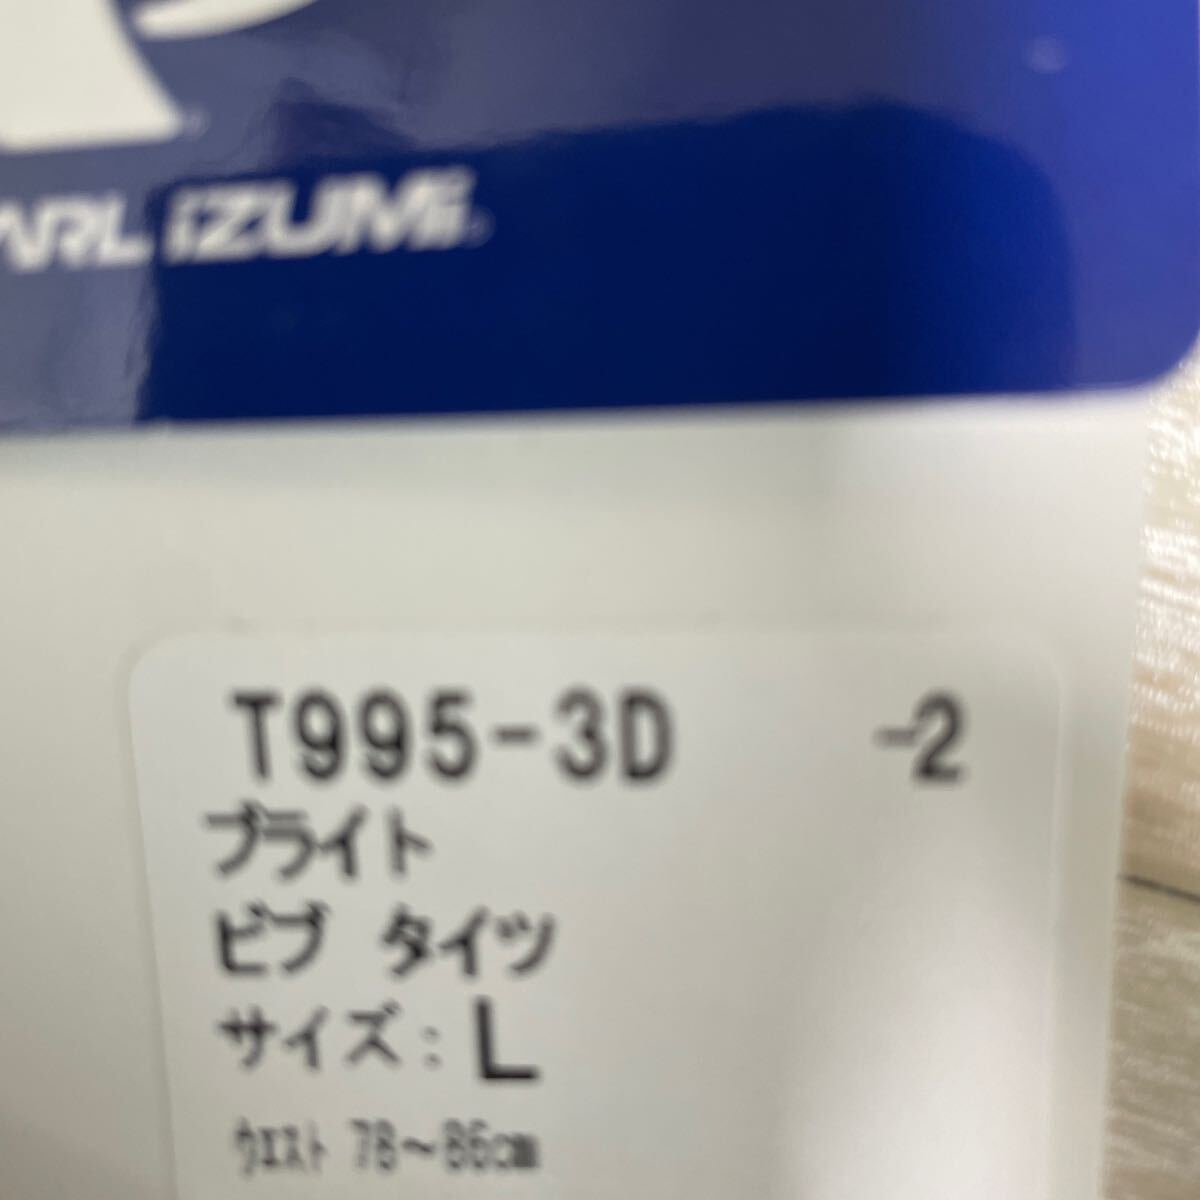 ARL iZUMi
T995-3D -2
ブライト
ビブ タイツ
サイズ：L
ウエスト 78～86cm